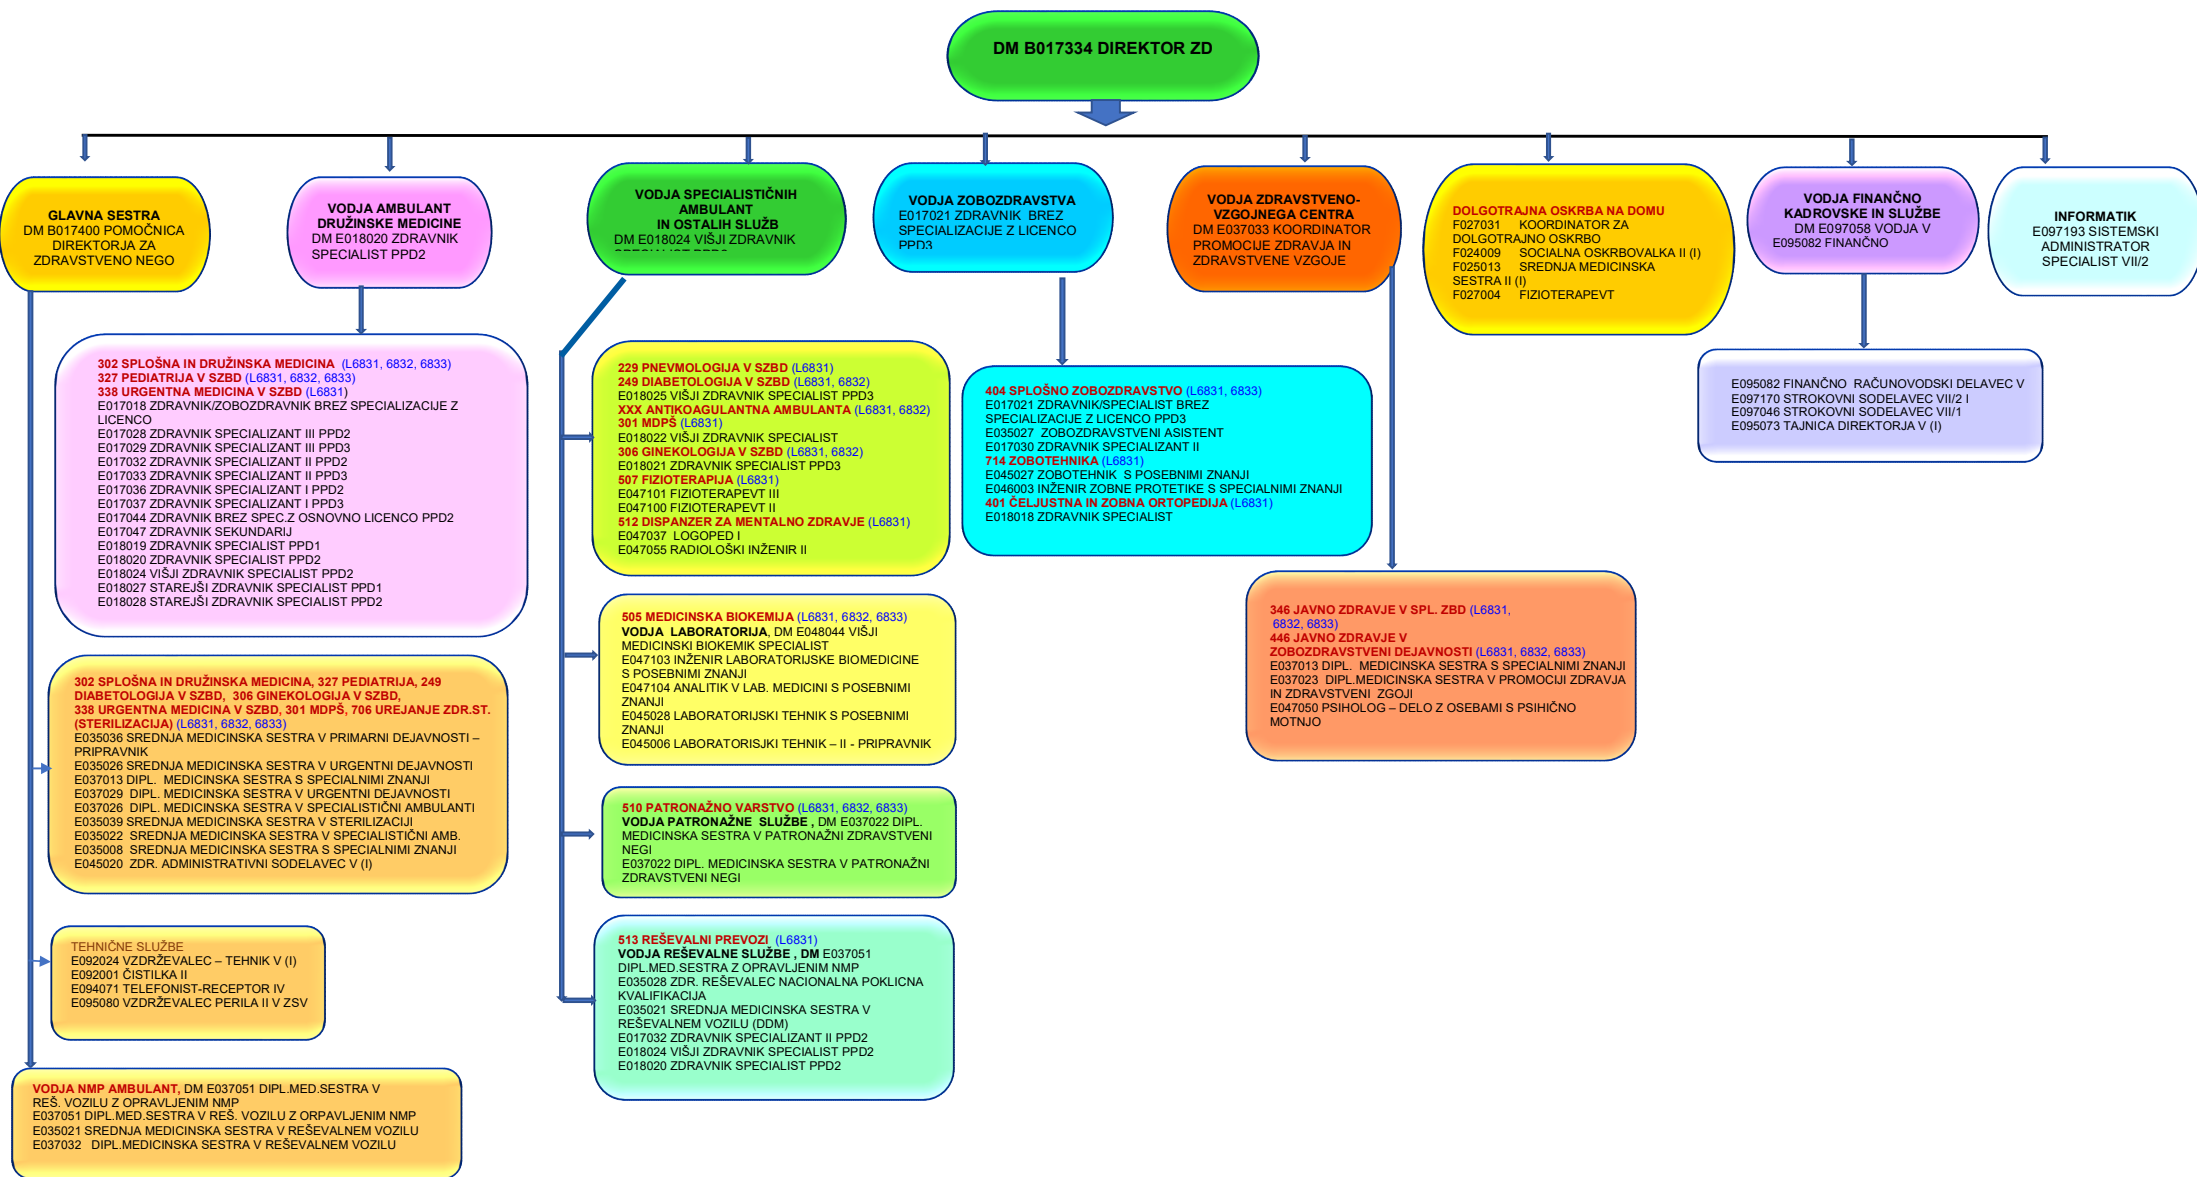 DM B017334 DIREKTOR ZD
GLAVNA SESTRA
DM B017400 POMOČNICA
DIREKTORJA ZA
ZDRAVSTVENO NEGO
VODJA AMBULANT
DRUŽINSKE MEDICINE
DM E018020 ZDRAVNIK
SPECIALIST PPD2
VODJA SPECIALISTIČNIH
AMBULANT
IN OSTALIH SLUŽB
DM E018024 VIŠJI ZDRAVNIK
VODJA ZOBOZDRAVSTVA
E017021 ZDRAVNIK BREZ
SPECIALIZACIJE Z LICENCO
PPD3
VODJA ZDRAVSTVENO-
VZGOJNEGA CENTRA
DM E037033 KOORDINATOR
PROMOCIJE ZDRAVJA IN
ZDRAVSTVENE VZGOJE
DOLGOTRAJNA OSKRBA NA DOMU
F027031 KOORDINATOR ZA
DOLGOTRAJNO OSKRBO
F024009 SOCIALNA OSKRBOVALKA II (I)
F025013 SREDNJA MEDICINSKA
SESTRA II (I)
F027004 FIZIOTERAPEVT
VODJA FINANČNO
KADROVSKE IN SLUŽBE
DM E097058 VODJA V
E095082 FINANČNO
INFORMATIK
E097193 SISTEMSKI
ADMINISTRATOR
SPECIALIST VII/2
302 SPLOŠNA IN DRUŽINSKA MEDICINA (L6831, 6832, 6833)
327 PEDIATRIJA V SZBD (L6831, 6832, 6833)
338 URGENTNA MEDICINA V SZBD (L6831)
E017018 ZDRAVNIK/ZOBOZDRAVNIK BREZ SPECIALIZACIJE Z
LICENCO
E017028 ZDRAVNIK SPECIALIZANT III PPD2
E017029 ZDRAVNIK SPECIALIZANT III PPD3
E017032 ZDRAVNIK SPECIALIZANT II PPD2
E017033 ZDRAVNIK SPECIALIZANT II PPD3
E017036 ZDRAVNIK SPECIALIZANT I PPD2
E017037 ZDRAVNIK SPECIALIZANT I PPD3
E017044 ZDRAVNIK BREZ SPEC.Z OSNOVNO LICENCO PPD2
E017047 ZDRAVNIK SEKUNDARIJ
E018019 ZDRAVNIK SPECIALIST PPD1
E018020 ZDRAVNIK SPECIALIST PPD2
E018024 VIŠJI ZDRAVNIK SPECIALIST PPD2
E018027 STAREJŠI ZDRAVNIK SPECIALIST PPD1
E018028 STAREJŠI ZDRAVNIK SPECIALIST PPD2
302 SPLOŠNA IN DRUŽINSKA MEDICINA, 327 PEDIATRIJA, 249
DIABETOLOGIJA V SZBD, 306 GINEKOLOGIJA V SZBD,
338 URGENTNA MEDICINA V SZBD, 301 MDPŠ, 706 UREJANJE ZDR.ST.
(STERILIZACIJA) (L6831, 6832, 6833)
E035036 SREDNJA MEDICINSKA SESTRA V PRIMARNI DEJAVNOSTI –
PRIPRAVNIK
E035026 SREDNJA MEDICINSKA SESTRA V URGENTNI DEJAVNOSTI
E037013 DIPL. MEDICINSKA SESTRA S SPECIALNIMI ZNANJI
E037029 DIPL. MEDICINSKA SESTRA V URGENTNI DEJAVNOSTI
E037026 DIPL. MEDICINSKA SESTRA V SPECIALISTIČNI AMBULANTI
E035039 SREDNJA MEDICINSKA SESTRA V STERILIZACIJI
E035022 SREDNJA MEDICINSKA SESTRA V SPECIALISTIČNI AMB.
E035008 SREDNJA MEDICINSKA SESTRA S SPECIALNIMI ZNANJI
E045020 ZDR. ADMINISTRATIVNI SODELAVEC V (I)
TEHNIČNE SLUŽBE
E092024 VZDRŽEVALEC – TEHNIK V (I)
E092001 ČISTILKA II
E094071 TELEFONIST-RECEPTOR IV
E095080 VZDRŽEVALEC PERILA II V ZSV
VODJA NMP AMBULANT, DM E037051 DIPL.MED.SESTRA V
REŠ. VOZILU Z OPRAVLJENIM NMP
E037051 DIPL.MED.SESTRA V REŠ. VOZILU Z ORPAVLJENIM NMP
E035021 SREDNJA MEDICINSKA SESTRA V REŠEVALNEM VOZILU
E037032 DIPL.MEDICINSKA SESTRA V REŠEVALNEM VOZILU
229 PNEVMOLOGIJA V SZBD (L6831)
249 DIABETOLOGIJA V SZBD (L6831, 6832)
E018025 VIŠJI ZDRAVNIK SPECIALIST PPD3
XXX ANTIKOAGULANTNA AMBULANTA (L6831, 6832)
301 MDPŠ (L6831)
E018022 VIŠJI ZDRAVNIK SPECIALIST
306 GINEKOLOGIJA V SZBD (L6831, 6832)
E018021 ZDRAVNIK SPECIALIST PPD3
507 FIZIOTERAPIJA (L6831)
E047101 FIZIOTERAPEVT III
E047100 FIZIOTERAPEVT II
512 DISPANZER ZA MENTALNO ZDRAVJE (L6831)
E047037 LOGOPED I
E047055 RADIOLOŠKI INŽENIR II
505 MEDICINSKA BIOKEMIJA (L6831, 6832, 6833)
VODJA LABORATORIJA, DM E048044 VIŠJI
MEDICINSKI BIOKEMIK SPECIALIST
E047103 INŽENIR LABORATORIJSKE BIOMEDICINE
S POSEBNIMI ZNANJI
E047104 ANALITIK V LAB. MEDICINI S POSEBNIMI
ZNANJI
E045028 LABORATORIJSKI TEHNIK S POSEBNIMI
ZNANJI
E045006 LABORATORISJKI TEHNIK – II - PRIPRAVNIK
510 PATRONAŽNO VARSTVO (L6831, 6832, 6833)
VODJA PATRONAŽNE SLUŽBE , DM E037022 DIPL.
MEDICINSKA SESTRA V PATRONAŽNI ZDRAVSTVENI
NEGI
E037022 DIPL. MEDICINSKA SESTRA V PATRONAŽNI
ZDRAVSTVENI NEGI
513 REŠEVALNI PREVOZI (L6831)
VODJA REŠEVALNE SLUŽBE , DM E037051
DIPL.MED.SESTRA Z OPRAVLJENIM NMP
E035028 ZDR. REŠEVALEC NACIONALNA POKLICNA
KVALIFIKACIJA
E035021 SREDNJA MEDICINSKA SESTRA V
REŠEVALNEM VOZILU (DDM)
E017032 ZDRAVNIK SPECIALIZANT II PPD2
E018024 VIŠJI ZDRAVNIK SPECIALIST PPD2
E018020 ZDRAVNIK SPECIALIST PPD2
404 SPLOŠNO ZOBOZDRAVSTVO (L6831, 6833)
E017021 ZDRAVNIK/SPECIALIST BREZ
SPECIALIZACIJE Z LICENCO PPD3
E035027 ZOBOZDRAVSTVENI ASISTENT
E017030 ZDRAVNIK SPECIALIZANT II
714 ZOBOTEHNIKA (L6831)
E045027 ZOBOTEHNIK S POSEBNIMI ZNANJI
E046003 INŽENIR ZOBNE PROTETIKE S SPECIALNIMI ZNANJI
401 ČELJUSTNA IN ZOBNA ORTOPEDIJA (L6831)
E018018 ZDRAVNIK SPECIALIST
346 JAVNO ZDRAVJE V SPL. ZBD (L6831,
6832, 6833)
446 JAVNO ZDRAVJE V
ZOBOZDRAVSTVENI DEJAVNOSTI (L6831, 6832, 6833)
E037013 DIPL. MEDICINSKA SESTRA S SPECIALNIMI ZNANJI
E037023 DIPL.MEDICINSKA SESTRA V PROMOCIJI ZDRAVJA
IN ZDRAVSTVENI ZGOJI
E047050 PSIHOLOG – DELO Z OSEBAMI S PSIHIČNO
MOTNJO
E095082 FINANČNO RAČUNOVODSKI DELAVEC V
E097170 STROKOVNI SODELAVEC VII/2 I
E097046 STROKOVNI SODELAVEC VII/1
E095073 TAJNICA DIREKTORJA V (I)